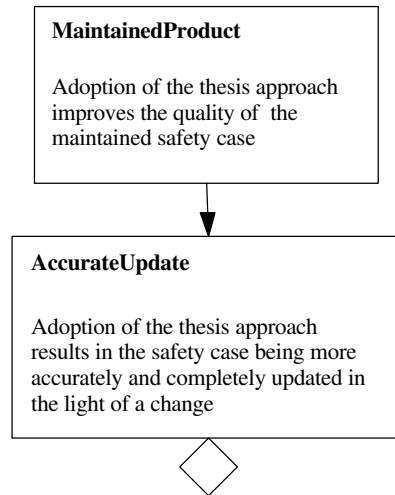 MaintainedProduct
Adoption of the thesis approach
improves the quality of the
maintained safety case
AccurateUpdate
Adoption of the thesis approach
results in the safety case being more
accurately and completely updated in
the light of a change